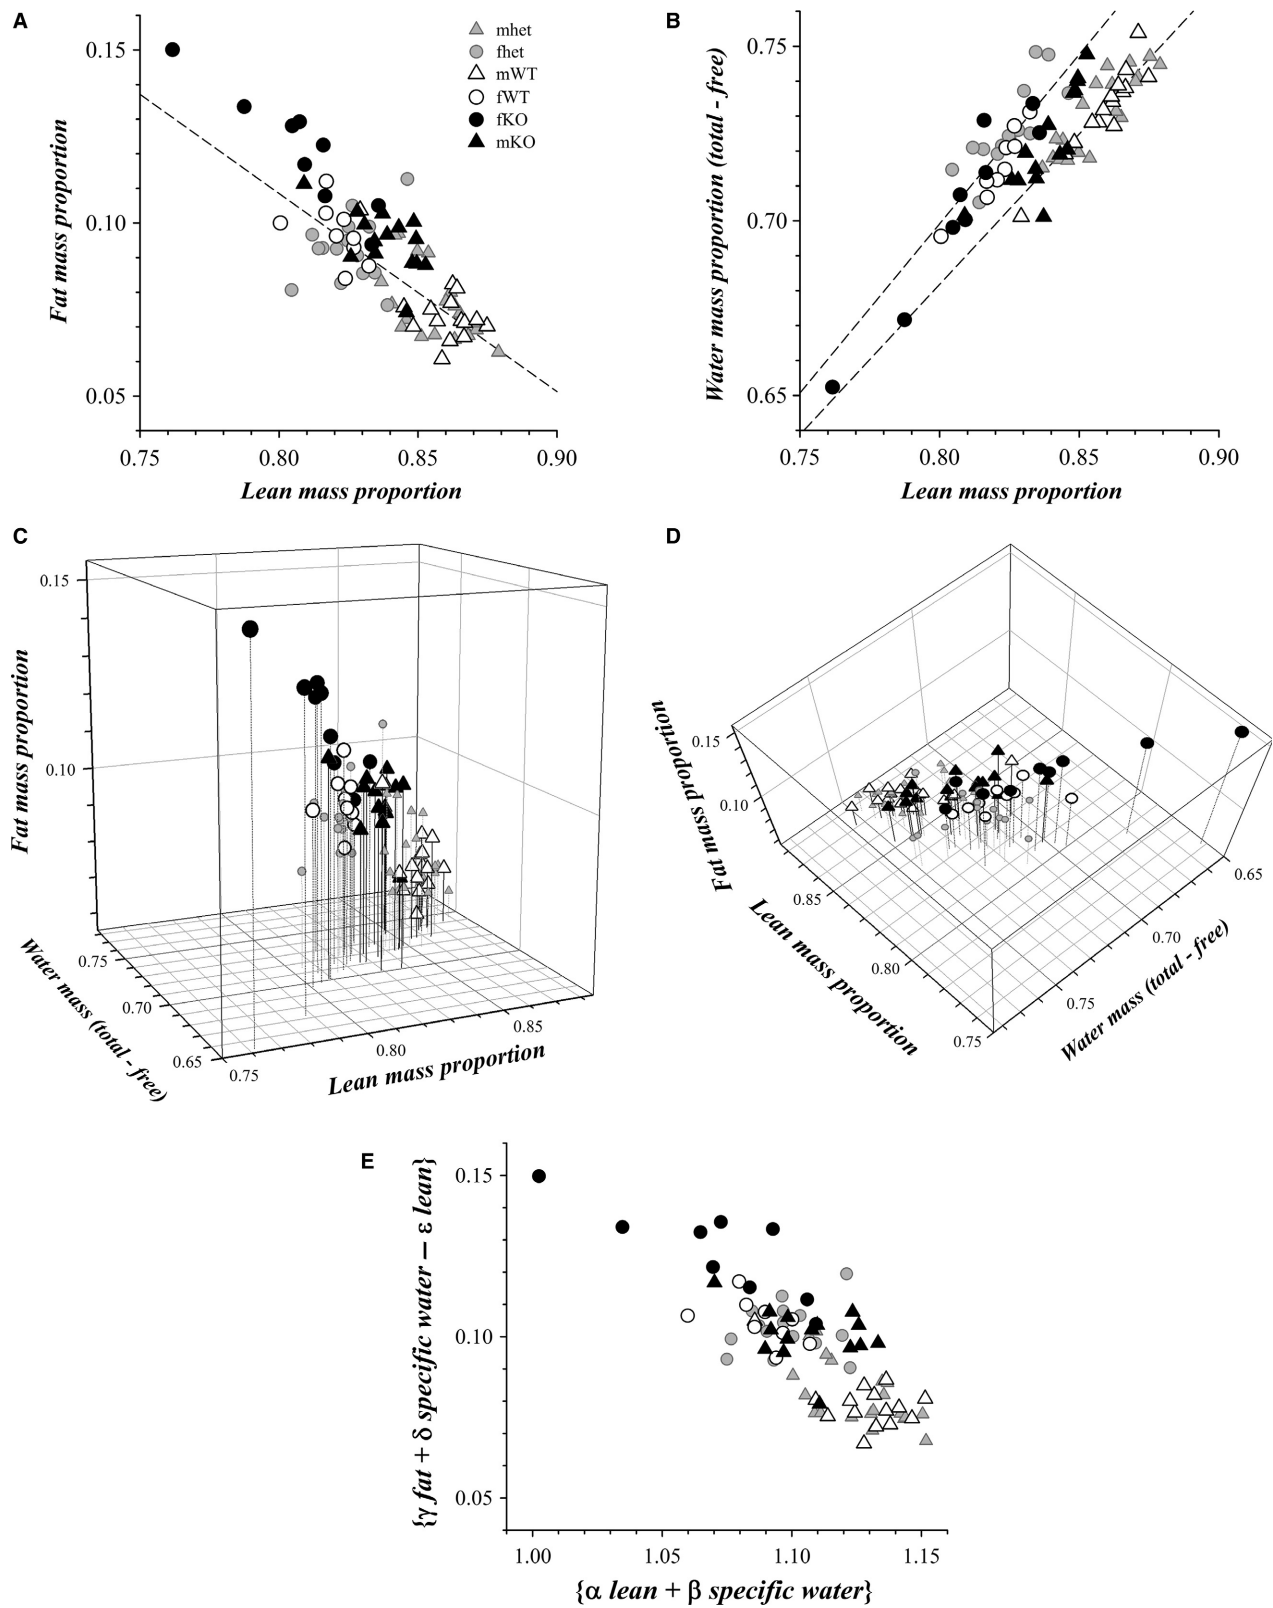 A
0.15
0.10
0.05
Fat mass proportion
mhet
fhet
mWT
fWT
fKO
mKO
0.75 0.80 0.85 0.90
Lean mass proportion
B
0.75
0.70
0.65
Water mass proportion (total - free)
0.75 0.80 0.85 0.90
Lean mass proportion
C
0.15
0.10
Fat mass proportion
0.75
0.70
0.65
Water mass (total - free)
0.75
0.80
0.85
Lean mass proportion
D
0.15
0.10
Fat mass proportion
0.85
0.80
0.75
Lean mass proportion
0.65
0.70
0.75
Water mass (total - free)
E
0.15
0.10
0.05
{γ fat + δ specific water − ε lean}
1.00 1.05 1.10 1.15
{α lean + β specific water}